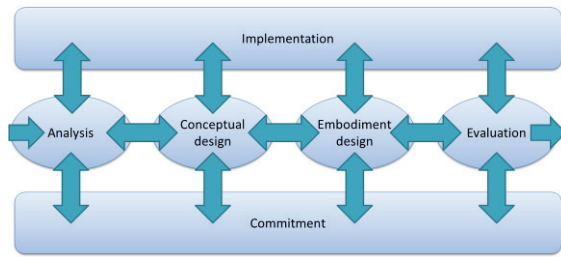 Implementation
Analysis
Conceptual
design
Embodiment
design
Evaluation
Commitment